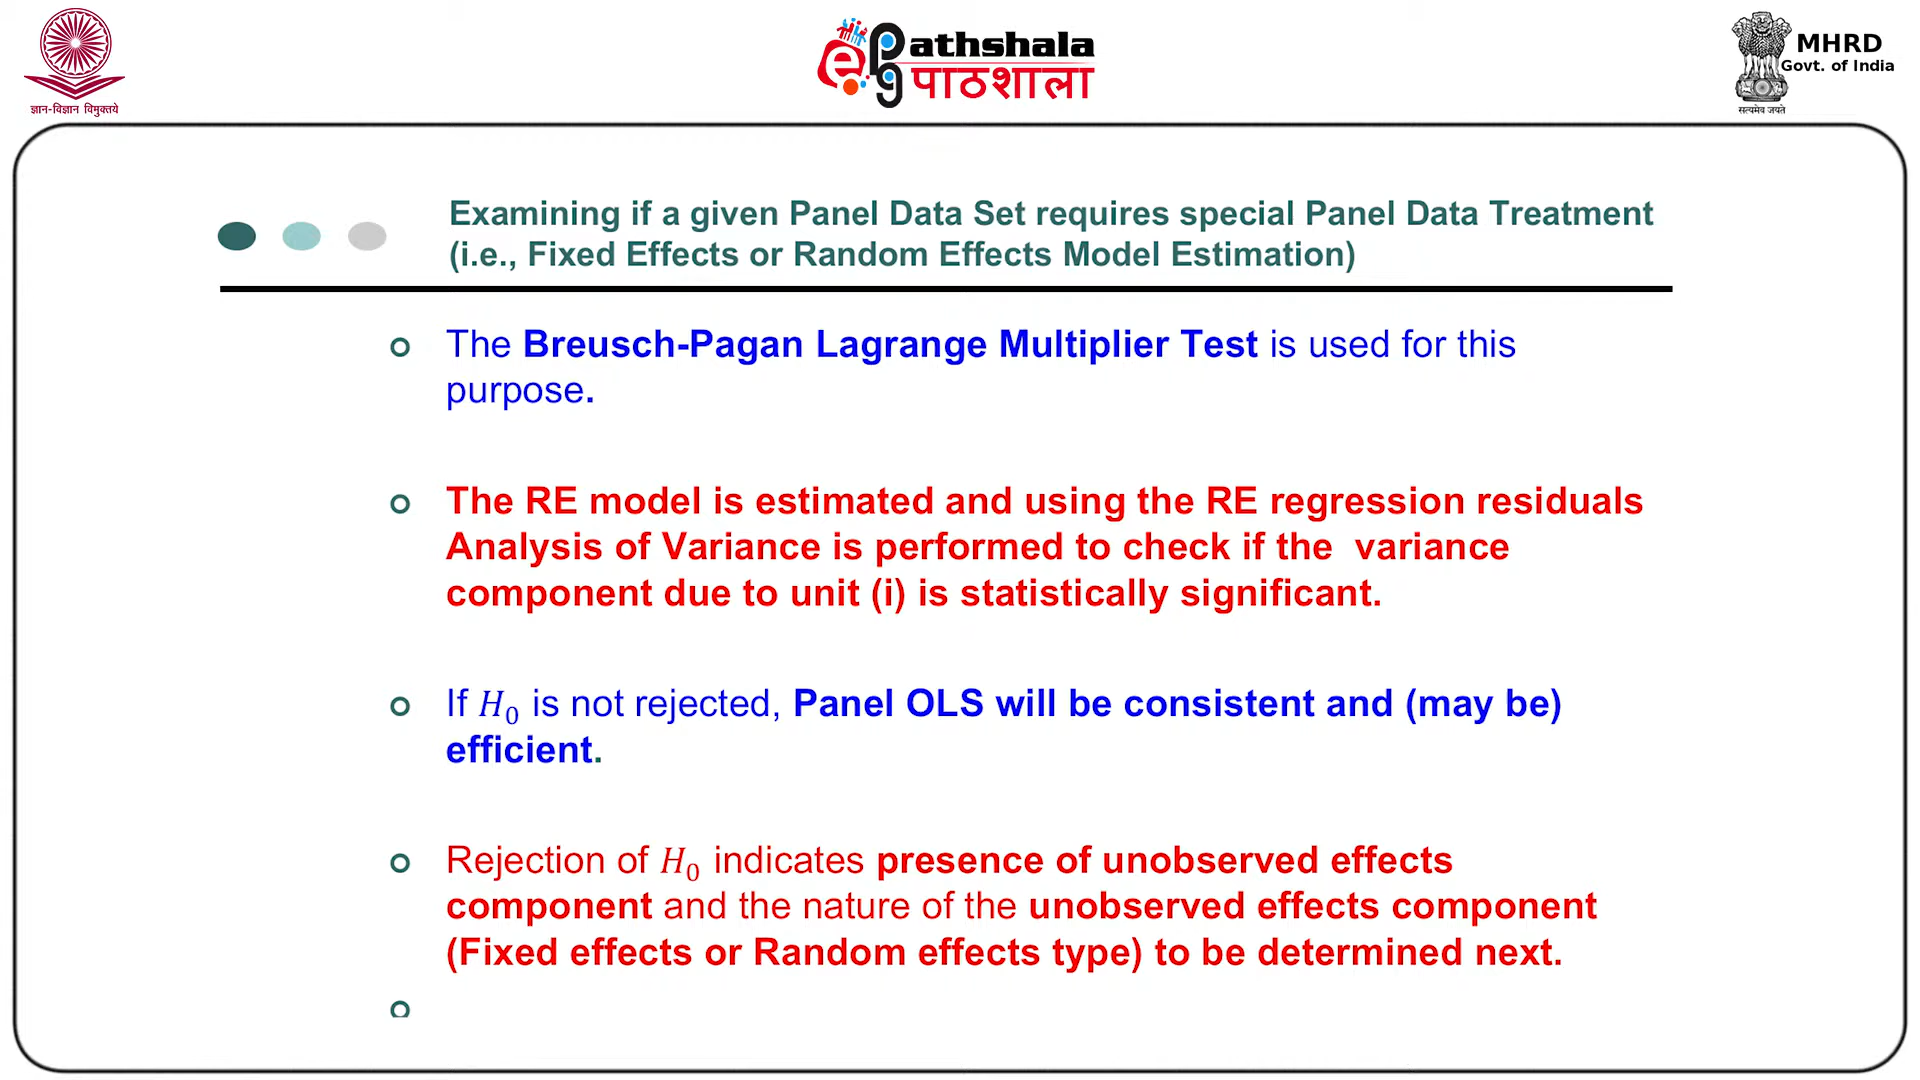 ज्ञान-विज्ञान विमुक्तये
e
pg
athshala
पाठशाला
MHRD
Govt. of India
सत्यमेव जयते
Examining if a given Panel Data Set requires special Panel Data Treatment
(i.e., Fixed Effects or Random Effects Model Estimation)
The Breusch-Pagan Lagrange Multiplier Test is used for this
purpose.
The RE model is estimated and using the RE regression residuals
Analysis of Variance is performed to check if the variance
component due to unit (i) is statistically significant.
If H₀ is not rejected, Panel OLS will be consistent and (may be)
efficient.
Rejection of H₀ indicates presence of unobserved effects
component and the nature of the unobserved effects component
(Fixed effects or Random effects type) to be determined next.